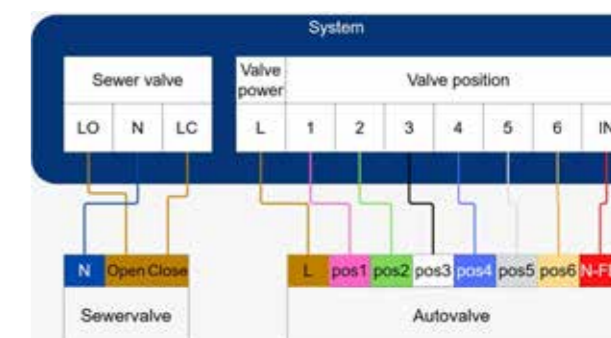 System
Sewer valve
Valve
power
Valve position
LO N LC L 1 2 3 4 5 6 IN
N Open Close L pos1 pos2 pos3 pos4 pos5 pos6 N-F
Sewervalve
Autovalve